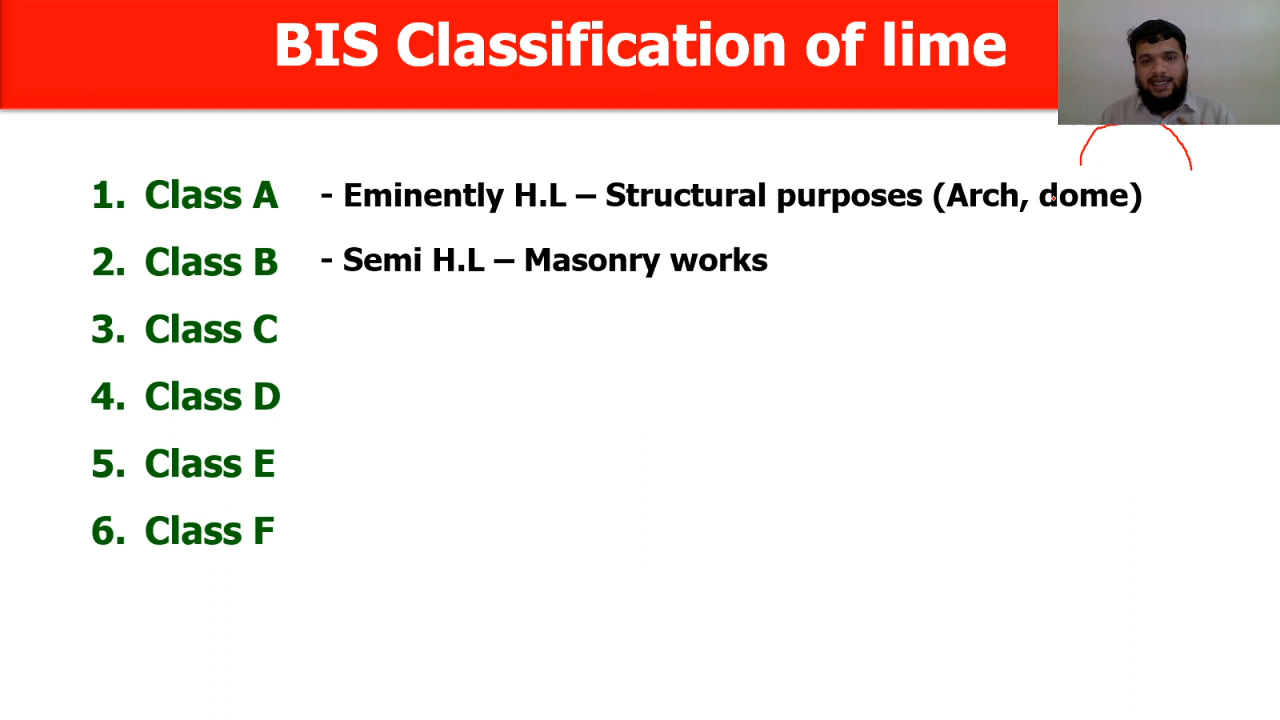 BIS Classification of lime
1. Class A - Eminently H.L – Structural purposes (Arch, dome)
2. Class B - Semi H.L – Masonry works
3. Class C
4. Class D
5. Class E
6. Class F